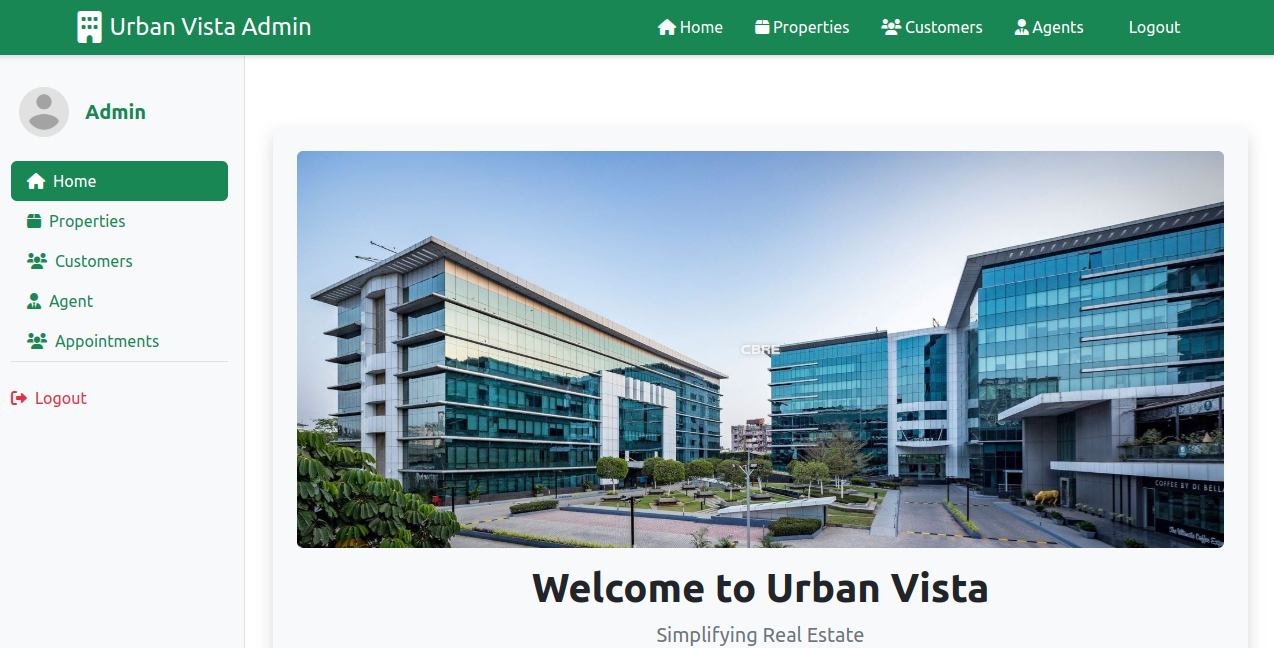 Urban Vista Admin
Home
Properties
Customers
Agents
Logout
Admin
Home
Properties
Customers
Agent
Appointments
Logout
CBRE
COFFEE BY DI BELLA
Welcome to Urban Vista
Simplifying Real Estate